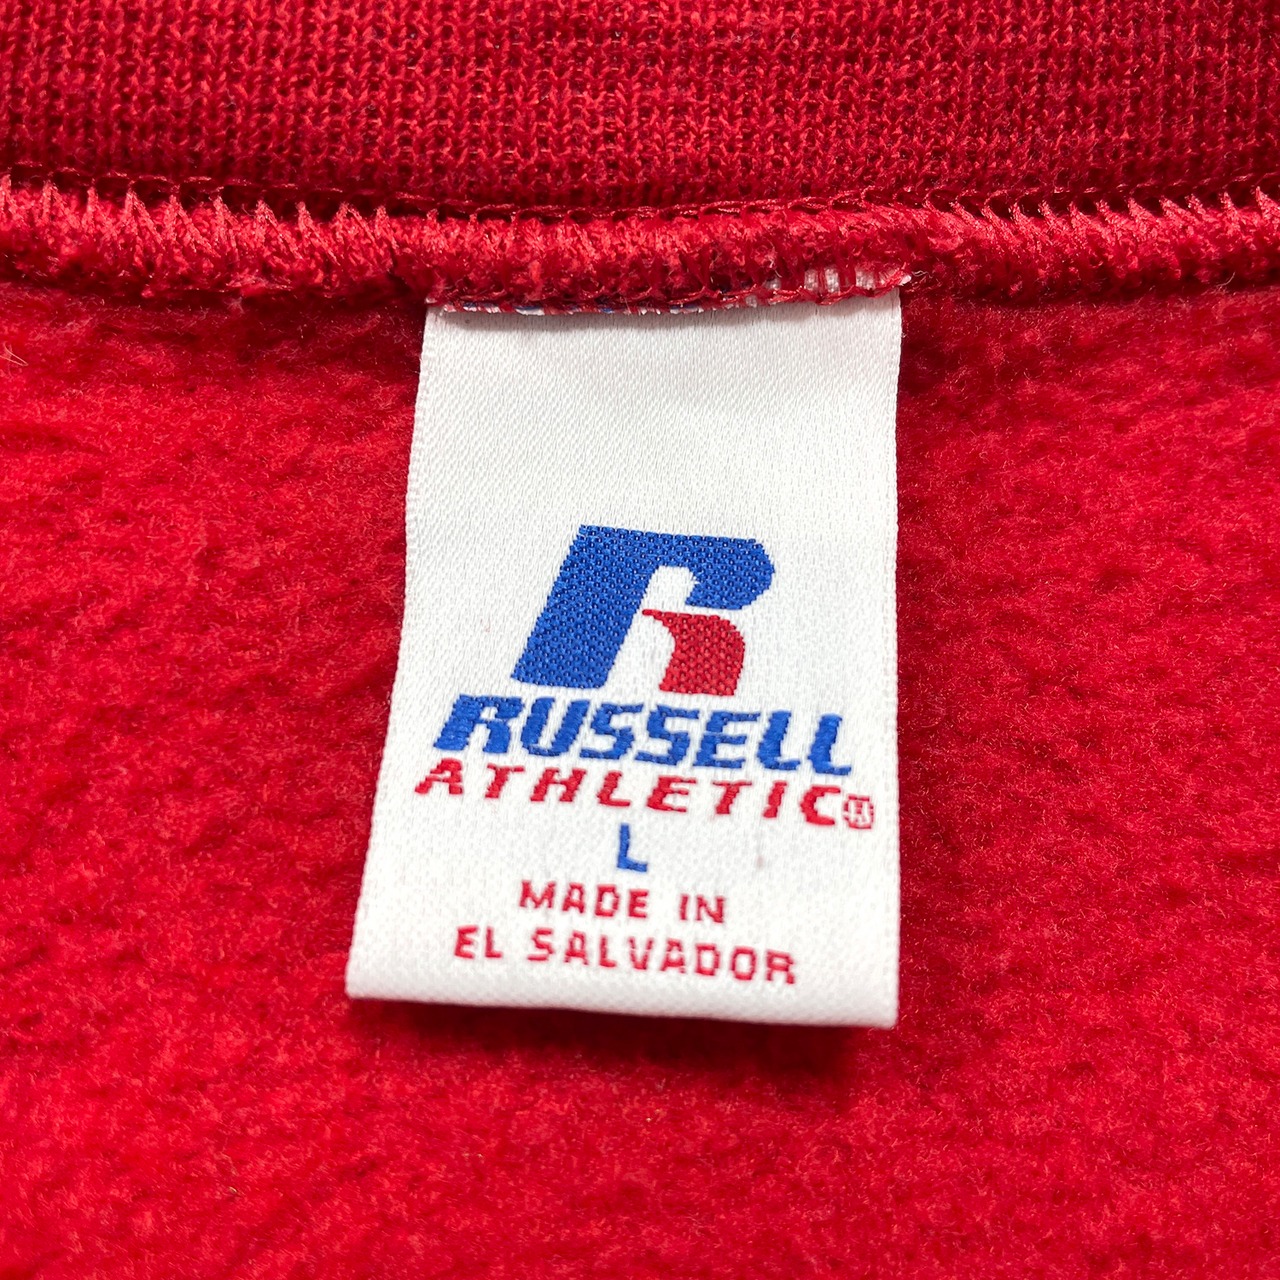 R
RUSSELL
ATHLETIC®
L
MADE IN
EL SALVADOR